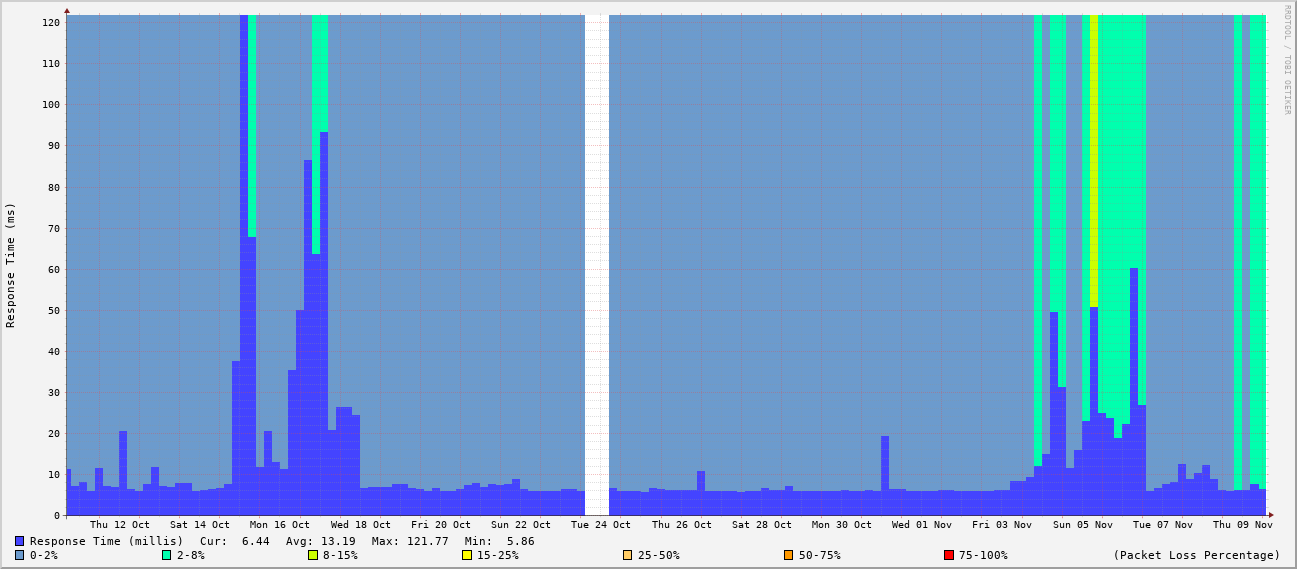 RRDTOOL / TOBI OETIKER
Response Time (ms)
120
110
100
90
80
70
60
50
40
30
20
10
0
Thu 12 Oct Sat 14 Oct Mon 16 Oct Wed 18 Oct Fri 20 Oct Sun 22 Oct Tue 24 Oct Thu 26 Oct Sat 28 Oct Mon 30 Oct Wed 01 Nov Fri 03 Nov Sun 05 Nov Tue 07 Nov Thu 09 Nov
Response Time (millis) Cur: 6.44 Avg: 13.19 Max: 121.77 Min: 5.86
0-2% 2-8% 8-15% 15-25% 25-50% 50-75% 75-100% (Packet Loss Percentage)